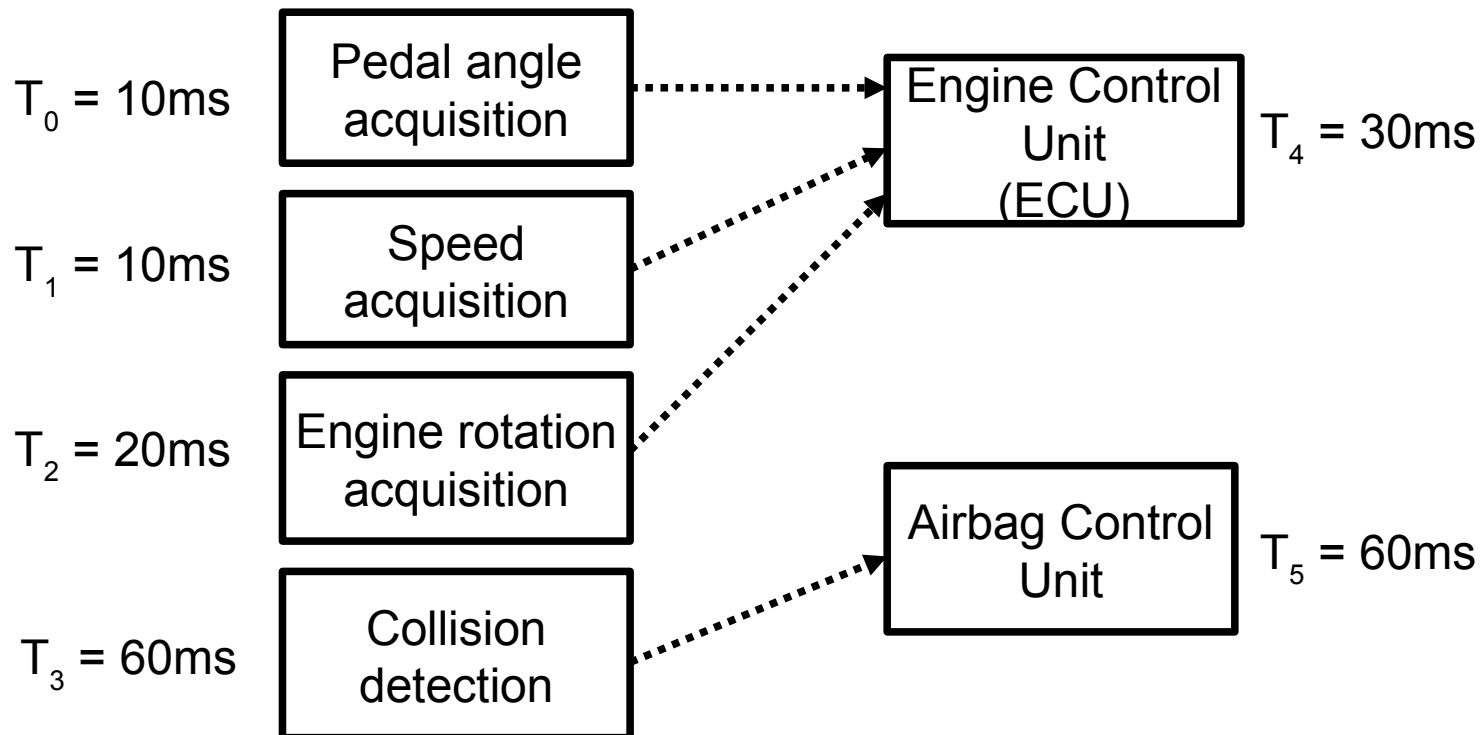 T0 = 10ms
Pedal angle
acquisition
Engine Control
Unit
(ECU)
T4 = 30ms
T1 = 10ms
Speed
acquisition
T2 = 20ms
Engine rotation
acquisition
Airbag Control
Unit
T5 = 60ms
T3 = 60ms
Collision
detection